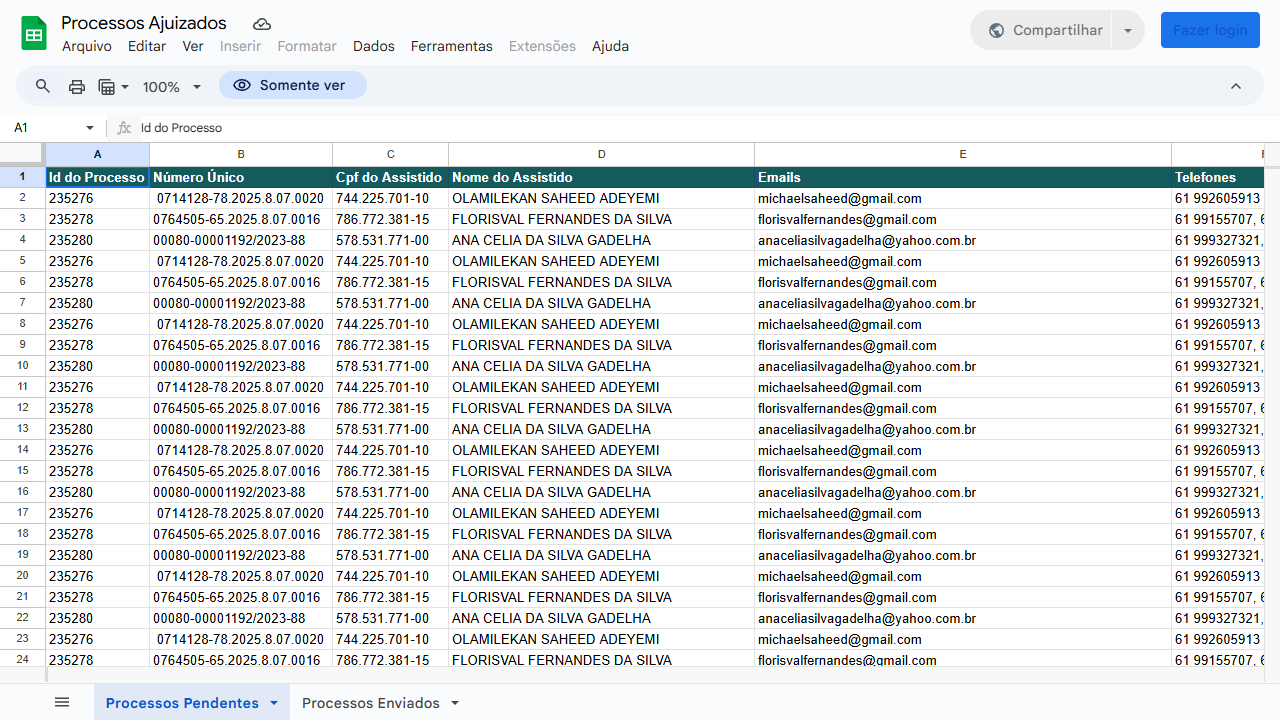 Processos Ajuizados
Arquivo Editar Ver Inserir Formatar Dados Ferramentas Extensões Ajuda
Compartilhar
Fazer login
100%
Somente ver
A1
fx Id do Processo
A B C D E
1 Id do Processo Número Único Cpf do Assistido Nome do Assistido Emails Telefones
2 235276 0714128-78.2025.8.07.0020 744.225.701-10 OLAMILEKAN SAHEED ADEYEMI michaelsaheed@gmail.com 61 992605913
3 235278 0764505-65.2025.8.07.0016 786.772.381-15 FLORISVAL FERNANDES DA SILVA florisvalfernandes@gmail.com 61 99155707,
4 235280 00080-00001192/2023-88 578.531.771-00 ANA CELIA DA SILVA GADELHA anaceliasilvagadelha@yahoo.com.br 61 999327321,
5 235276 0714128-78.2025.8.07.0020 744.225.701-10 OLAMILEKAN SAHEED ADEYEMI michaelsaheed@gmail.com 61 992605913
6 235278 0764505-65.2025.8.07.0016 786.772.381-15 FLORISVAL FERNANDES DA SILVA florisvalfernandes@gmail.com 61 99155707,
7 235280 00080-00001192/2023-88 578.531.771-00 ANA CELIA DA SILVA GADELHA anaceliasilvagadelha@yahoo.com.br 61 999327321,
8 235276 0714128-78.2025.8.07.0020 744.225.701-10 OLAMILEKAN SAHEED ADEYEMI michaelsaheed@gmail.com 61 992605913
9 235278 0764505-65.2025.8.07.0016 786.772.381-15 FLORISVAL FERNANDES DA SILVA florisvalfernandes@gmail.com 61 99155707,
10 235280 00080-00001192/2023-88 578.531.771-00 ANA CELIA DA SILVA GADELHA anaceliasilvagadelha@yahoo.com.br 61 999327321,
11 235276 0714128-78.2025.8.07.0020 744.225.701-10 OLAMILEKAN SAHEED ADEYEMI michaelsaheed@gmail.com 61 992605913
12 235278 0764505-65.2025.8.07.0016 786.772.381-15 FLORISVAL FERNANDES DA SILVA florisvalfernandes@gmail.com 61 99155707,
13 235280 00080-00001192/2023-88 578.531.771-00 ANA CELIA DA SILVA GADELHA anaceliasilvagadelha@yahoo.com.br 61 999327321,
14 235276 0714128-78.2025.8.07.0020 744.225.701-10 OLAMILEKAN SAHEED ADEYEMI michaelsaheed@gmail.com 61 992605913
15 235278 0764505-65.2025.8.07.0016 786.772.381-15 FLORISVAL FERNANDES DA SILVA florisvalfernandes@gmail.com 61 99155707,
16 235280 00080-00001192/2023-88 578.531.771-00 ANA CELIA DA SILVA GADELHA anaceliasilvagadelha@yahoo.com.br 61 999327321,
17 235276 0714128-78.2025.8.07.0020 744.225.701-10 OLAMILEKAN SAHEED ADEYEMI michaelsaheed@gmail.com 61 992605913
18 235278 0764505-65.2025.8.07.0016 786.772.381-15 FLORISVAL FERNANDES DA SILVA florisvalfernandes@gmail.com 61 99155707,
19 235280 00080-00001192/2023-88 578.531.771-00 ANA CELIA DA SILVA GADELHA anaceliasilvagadelha@yahoo.com.br 61 999327321,
20 235276 0714128-78.2025.8.07.0020 744.225.701-10 OLAMILEKAN SAHEED ADEYEMI michaelsaheed@gmail.com 61 992605913
21 235278 0764505-65.2025.8.07.0016 786.772.381-15 FLORISVAL FERNANDES DA SILVA florisvalfernandes@gmail.com 61 99155707,
22 235280 00080-00001192/2023-88 578.531.771-00 ANA CELIA DA SILVA GADELHA anaceliasilvagadelha@yahoo.com.br 61 999327321,
23 235276 0714128-78.2025.8.07.0020 744.225.701-10 OLAMILEKAN SAHEED ADEYEMI michaelsaheed@gmail.com 61 992605913
24 235278 0764505-65.2025.8.07.0016 786.772.381-15 FLORISVAL FERNANDES DA SILVA florisvalfernandes@gmail.com 61 99155707,
Processos Pendentes Processos Enviados